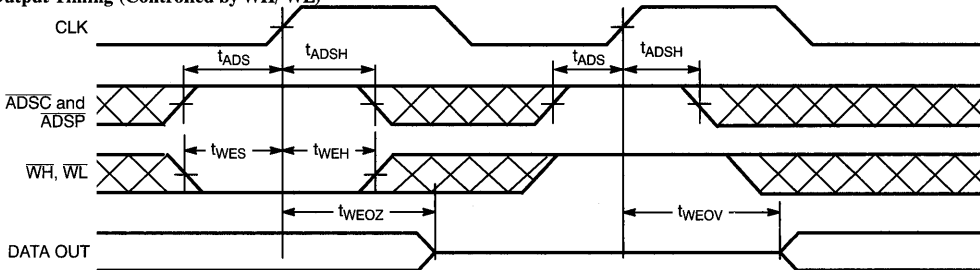 Output Timing (Controlled by WH/ WL)
CLK
tADS
tADSH
tADS
tADSH
ADSC and
ADSP
tWES
tWEH
WH, WL
tWEOZ
tWEOV
DATA OUT